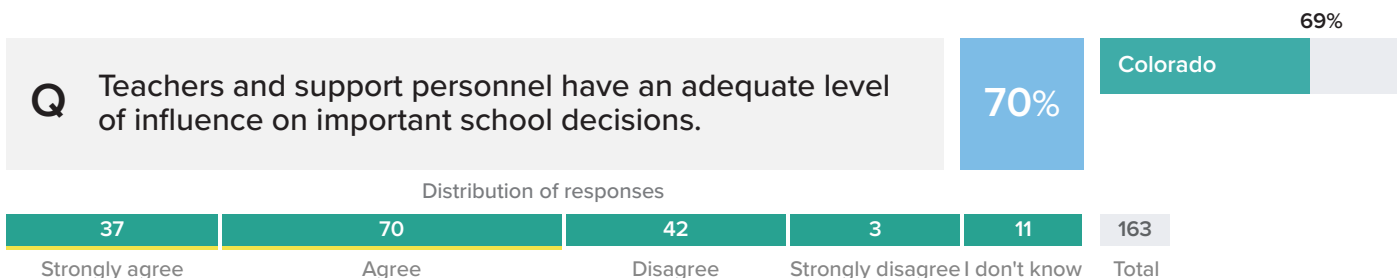 69%
Q Teachers and support personnel have an adequate level
of influence on important school decisions.
70%
Colorado
Distribution of responses
37 70 42 3 11 163
Strongly agree Agree Disagree Strongly disagree I don't know Total